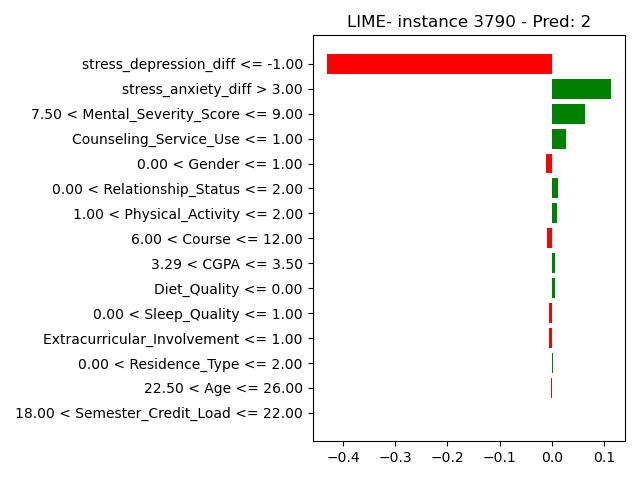 LIME- instance 3790 - Pred: 2
stress_depression_diff <= -1.00
stress_anxiety_diff > 3.00
7.50 < Mental_Severity_Score <= 9.00
Counseling_Service_Use <= 1.00
0.00 < Gender <= 1.00
0.00 < Relationship_Status <= 2.00
1.00 < Physical_Activity <= 2.00
6.00 < Course <= 12.00
3.29 < CGPA <= 3.50
Diet_Quality <= 0.00
0.00 < Sleep_Quality <= 1.00
Extracurricular_Involvement <= 1.00
0.00 < Residence_Type <= 2.00
22.50 < Age <= 26.00
18.00 < Semester_Credit_Load <= 22.00
−0.4 −0.3 −0.2 −0.1 0.0 0.1